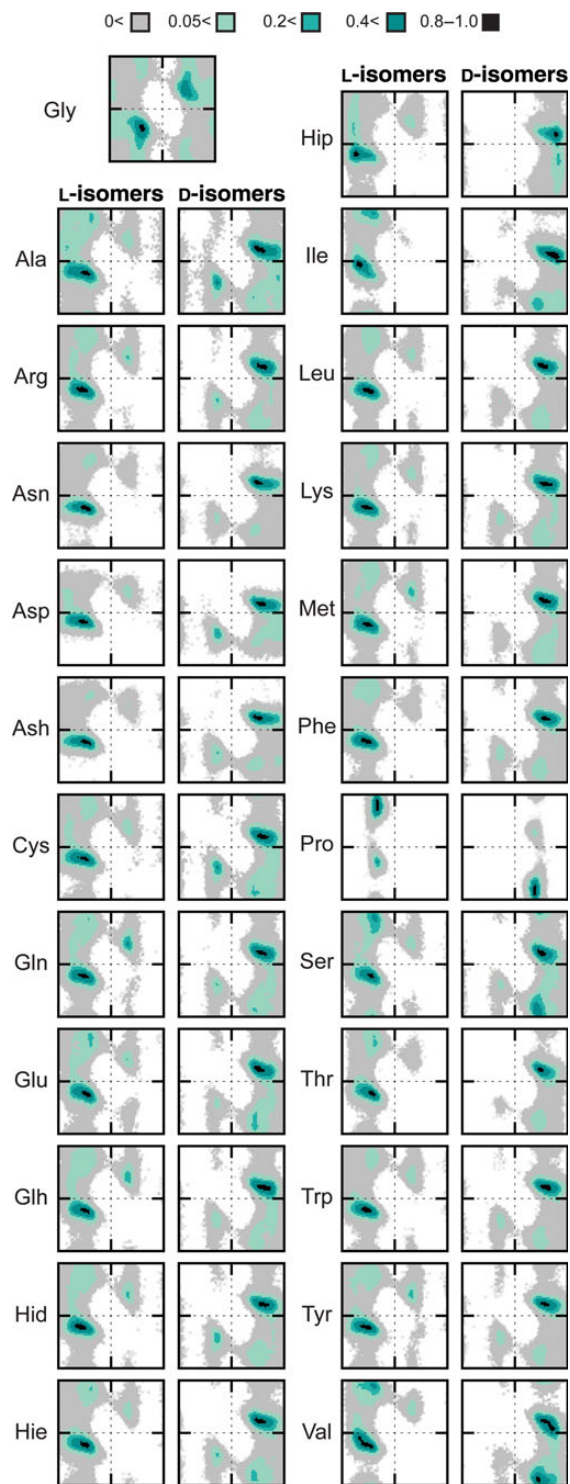 0< 0.05< 0.2< 0.4< 0.8–1.0
Gly
L-isomers D-isomers
Ala
Arg
Asn
Asp
Ash
Cys
Gln
Glu
Glh
Hid
Hie
L-isomers D-isomers
Hip
Ile
Leu
Lys
Met
Phe
Pro
Ser
Thr
Trp
Tyr
Val